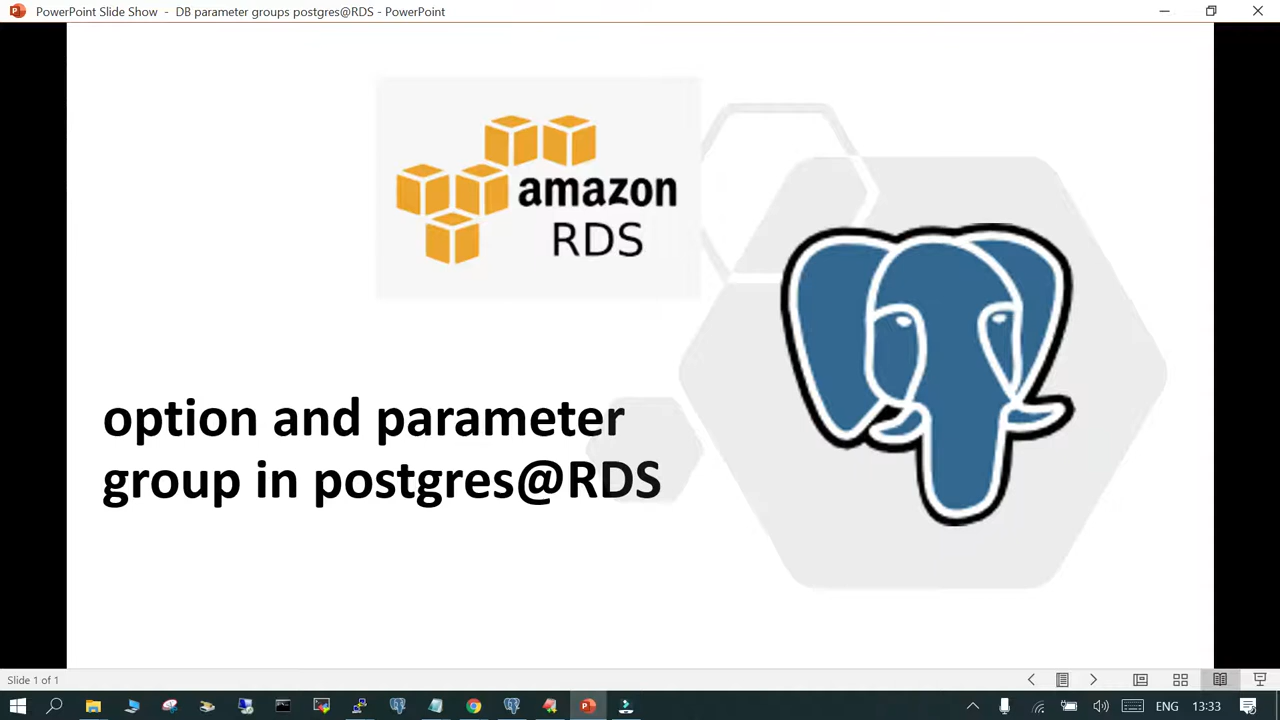 PowerPoint Slide Show - DB parameter groups postgres@RDS - PowerPoint
amazon
RDS
option and parameter
group in postgres@RDS
Slide 1 of 1
ENG 13:33